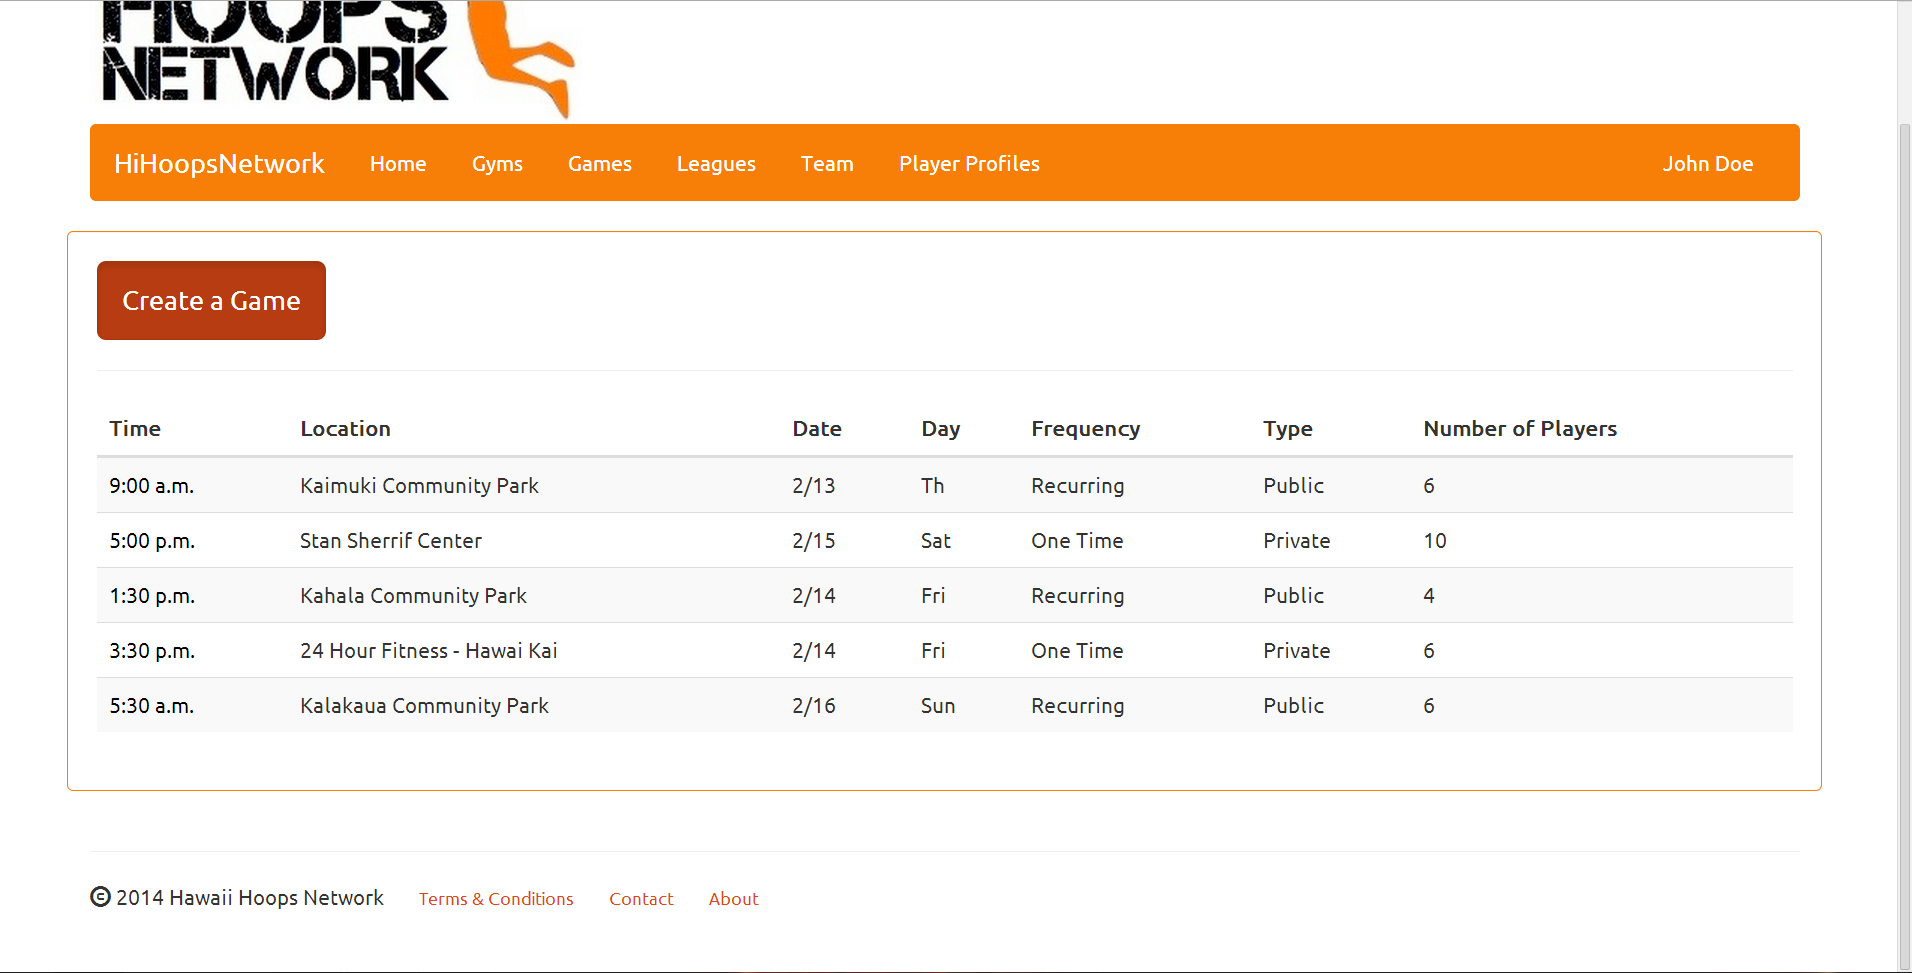 HOOPS
NETWORK
HiHoopsNetwork Home Gyms Games Leagues Team Player Profiles John Doe
Create a Game
Time Location Date Day Frequency Type Number of Players
9:00 a.m. Kaimuki Community Park 2/13 Th Recurring Public 6
5:00 p.m. Stan Sherrif Center 2/15 Sat One Time Private 10
1:30 p.m. Kahala Community Park 2/14 Fri Recurring Public 4
3:30 p.m. 24 Hour Fitness - Hawai Kai 2/14 Fri One Time Private 6
5:30 a.m. Kalakaua Community Park 2/16 Sun Recurring Public 6
© 2014 Hawaii Hoops Network Terms & Conditions Contact About